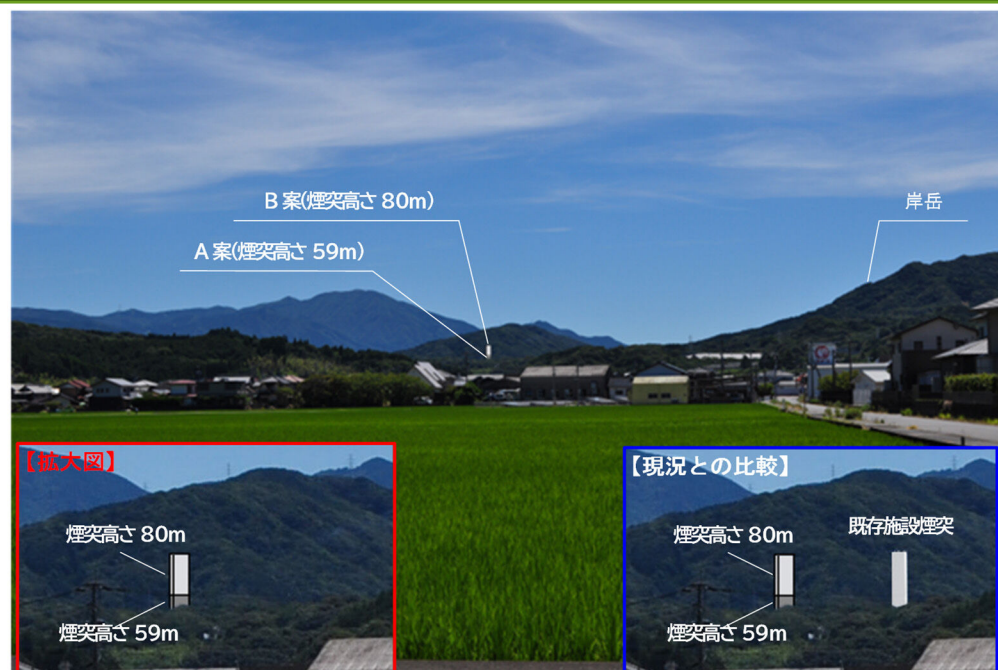 B 案(煙突高さ 80m)
岸岳
A 案(煙突高さ 59m)
【拡大図】
煙突高さ 80m
煙突高さ 59m
【現況との比較】
煙突高さ 80m
既存施設煙突
煙突高さ 59m